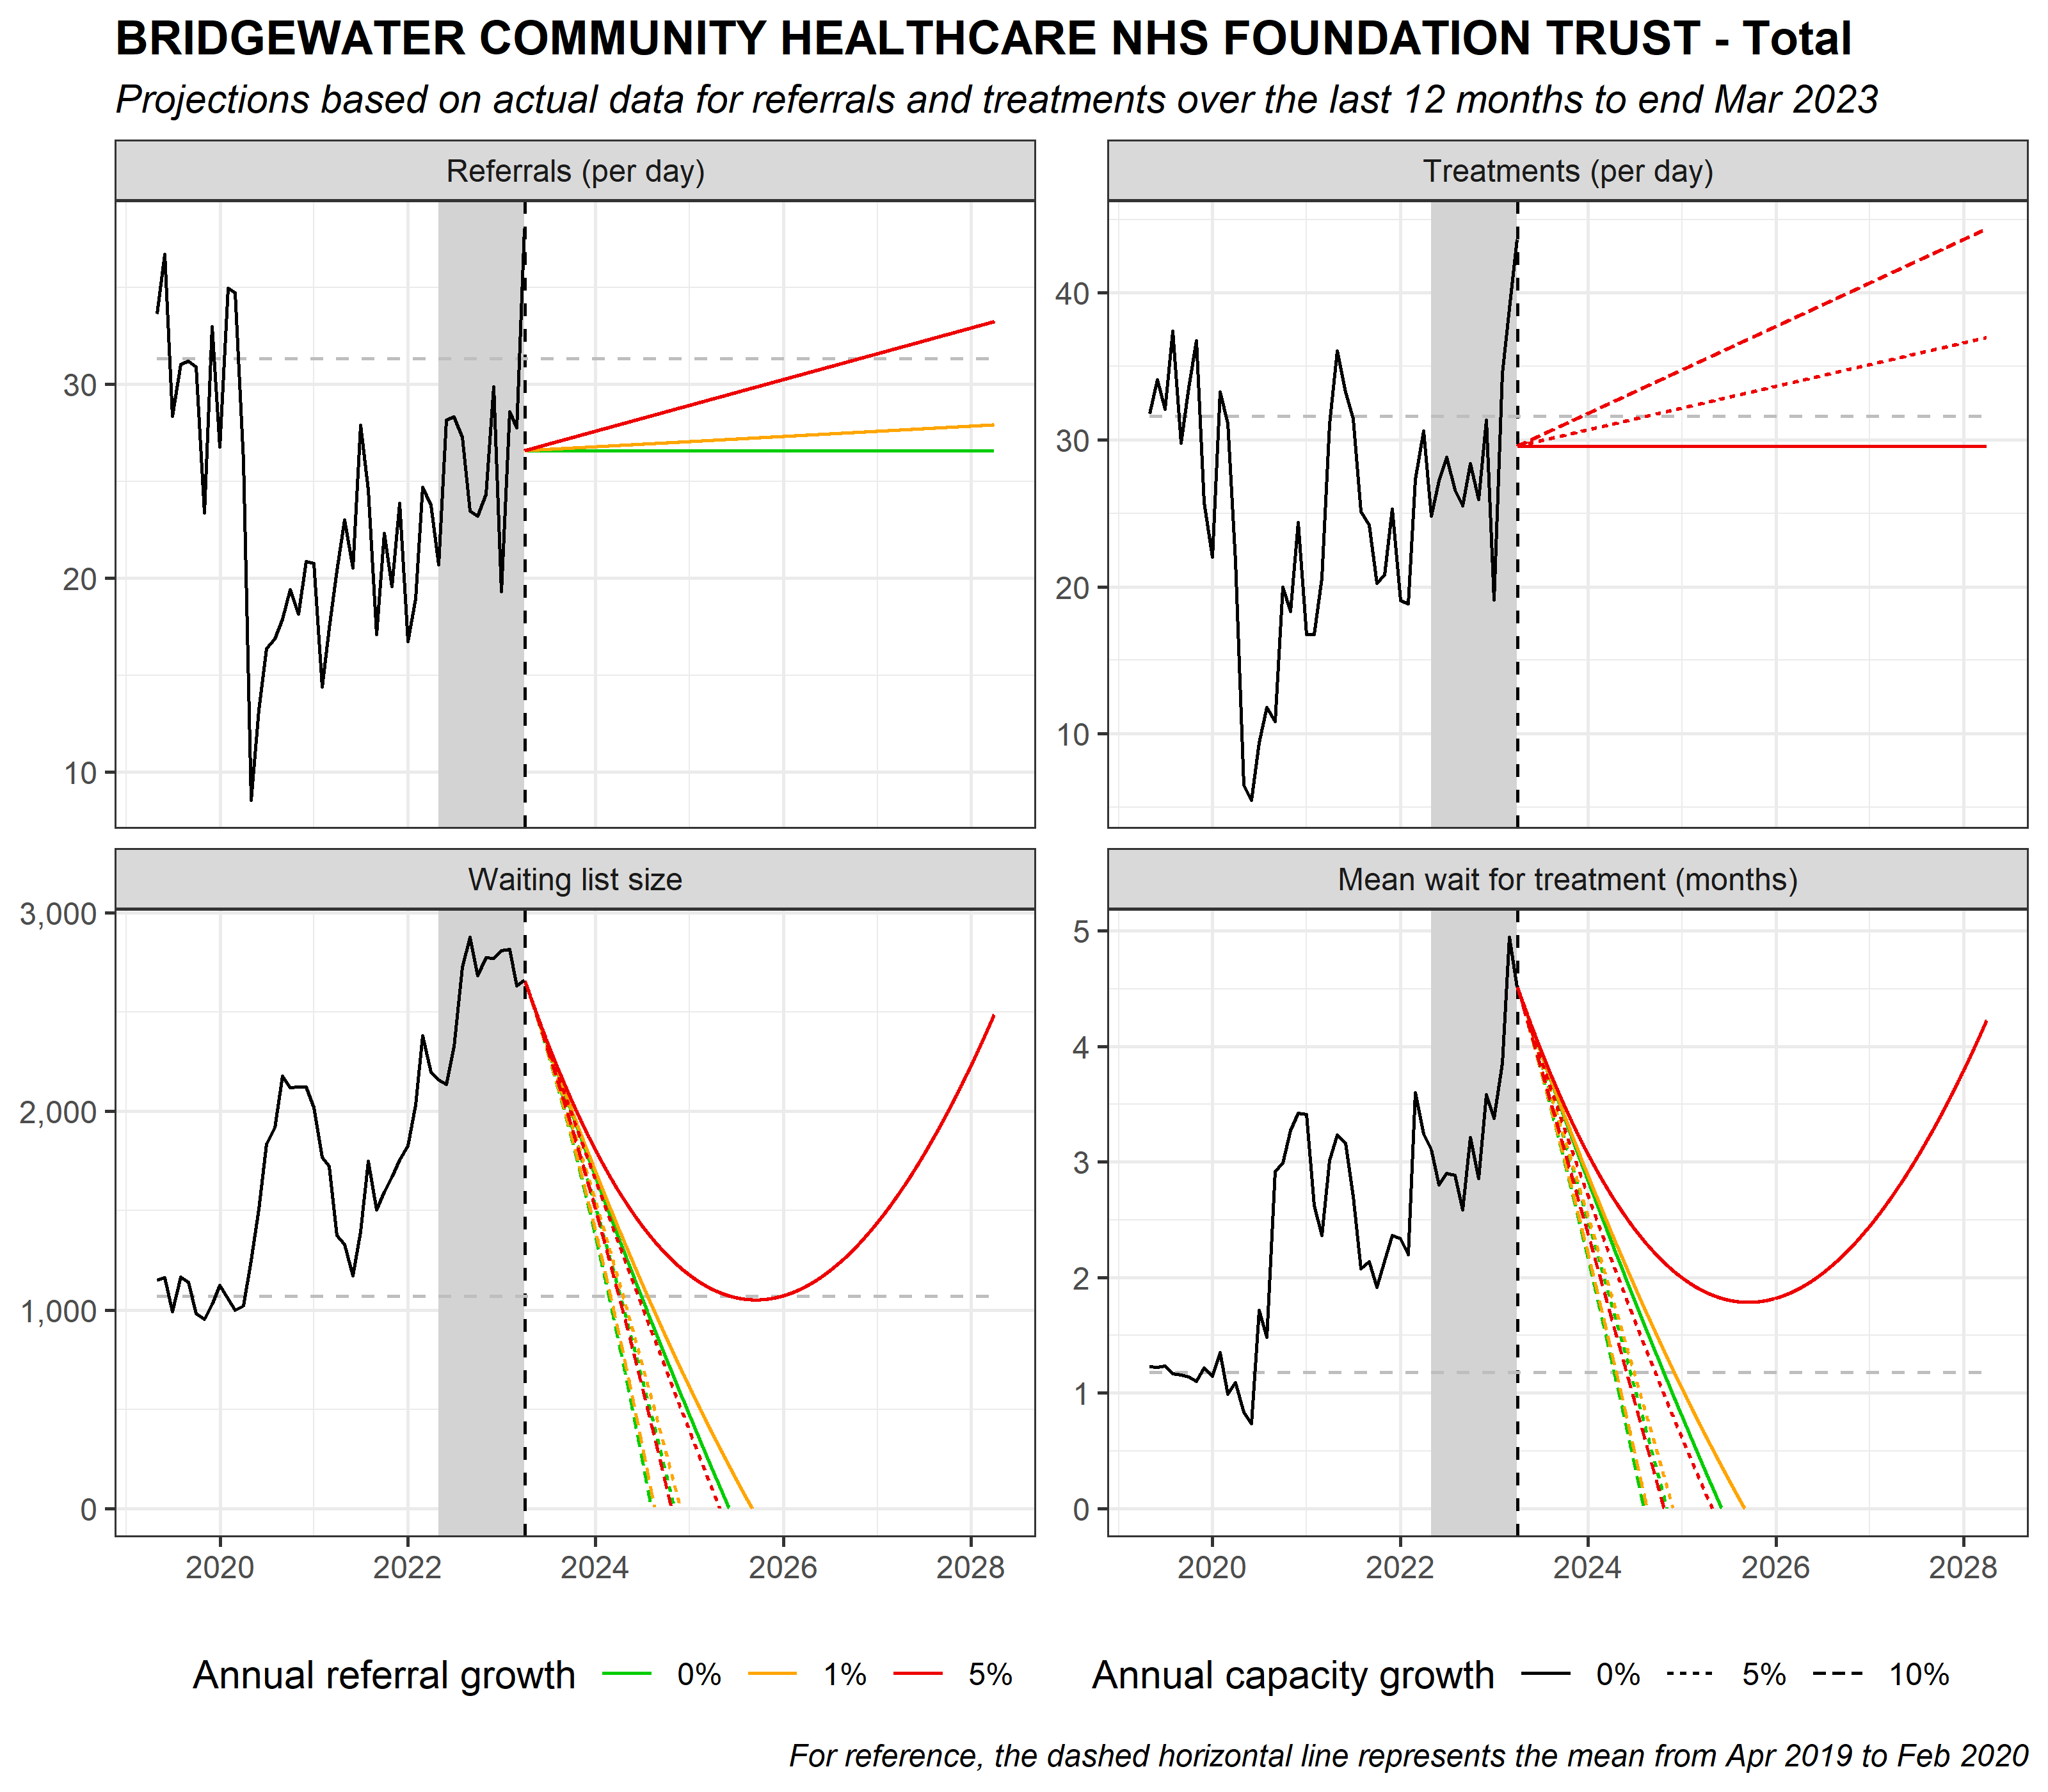 BRIDGEWATER COMMUNITY HEALTHCARE NHS FOUNDATION TRUST - Total
Projections based on actual data for referrals and treatments over the last 12 months to end Mar 2023
Referrals (per day)
30
20
10
Treatments (per day)
40
30
20
10
Waiting list size
3,000
2,000
1,000
0
2020 2022 2024 2026 2028
Mean wait for treatment (months)
5
4
3
2
1
0
2020 2022 2024 2026 2028
Annual referral growth 0% 1% 5%
Annual capacity growth 0% 5% 10%
For reference, the dashed horizontal line represents the mean from Apr 2019 to Feb 2020